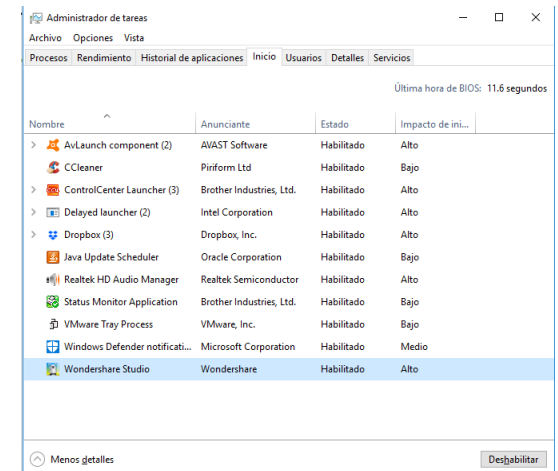 Administrador de tareas
Archivo Opciones Vista
Procesos Rendimiento Historial de aplicaciones Inicio Usuarios Detalles Servicios
Última hora de BIOS: 11.6 segundos
Nombre Anunciante Estado Impacto de ini...
AvLaunch component (2) AVAST Software Habilitado Alto
CCleaner Piriform Ltd Habilitado Bajo
ControlCenter Launcher (3) Brother Industries, Ltd. Habilitado Alto
Delayed launcher (2) Intel Corporation Habilitado Alto
Dropbox (3) Dropbox, Inc. Habilitado Alto
Java Update Scheduler Oracle Corporation Habilitado Bajo
Realtek HD Audio Manager Realtek Semiconductor Habilitado Alto
Status Monitor Application Brother Industries, Ltd. Habilitado Bajo
VMware Tray Process VMware, Inc. Habilitado Bajo
Windows Defender notificati... Microsoft Corporation Habilitado Medio
Wondershare Studio Wondershare Habilitado Alto
Menos detalles Deshabilitar